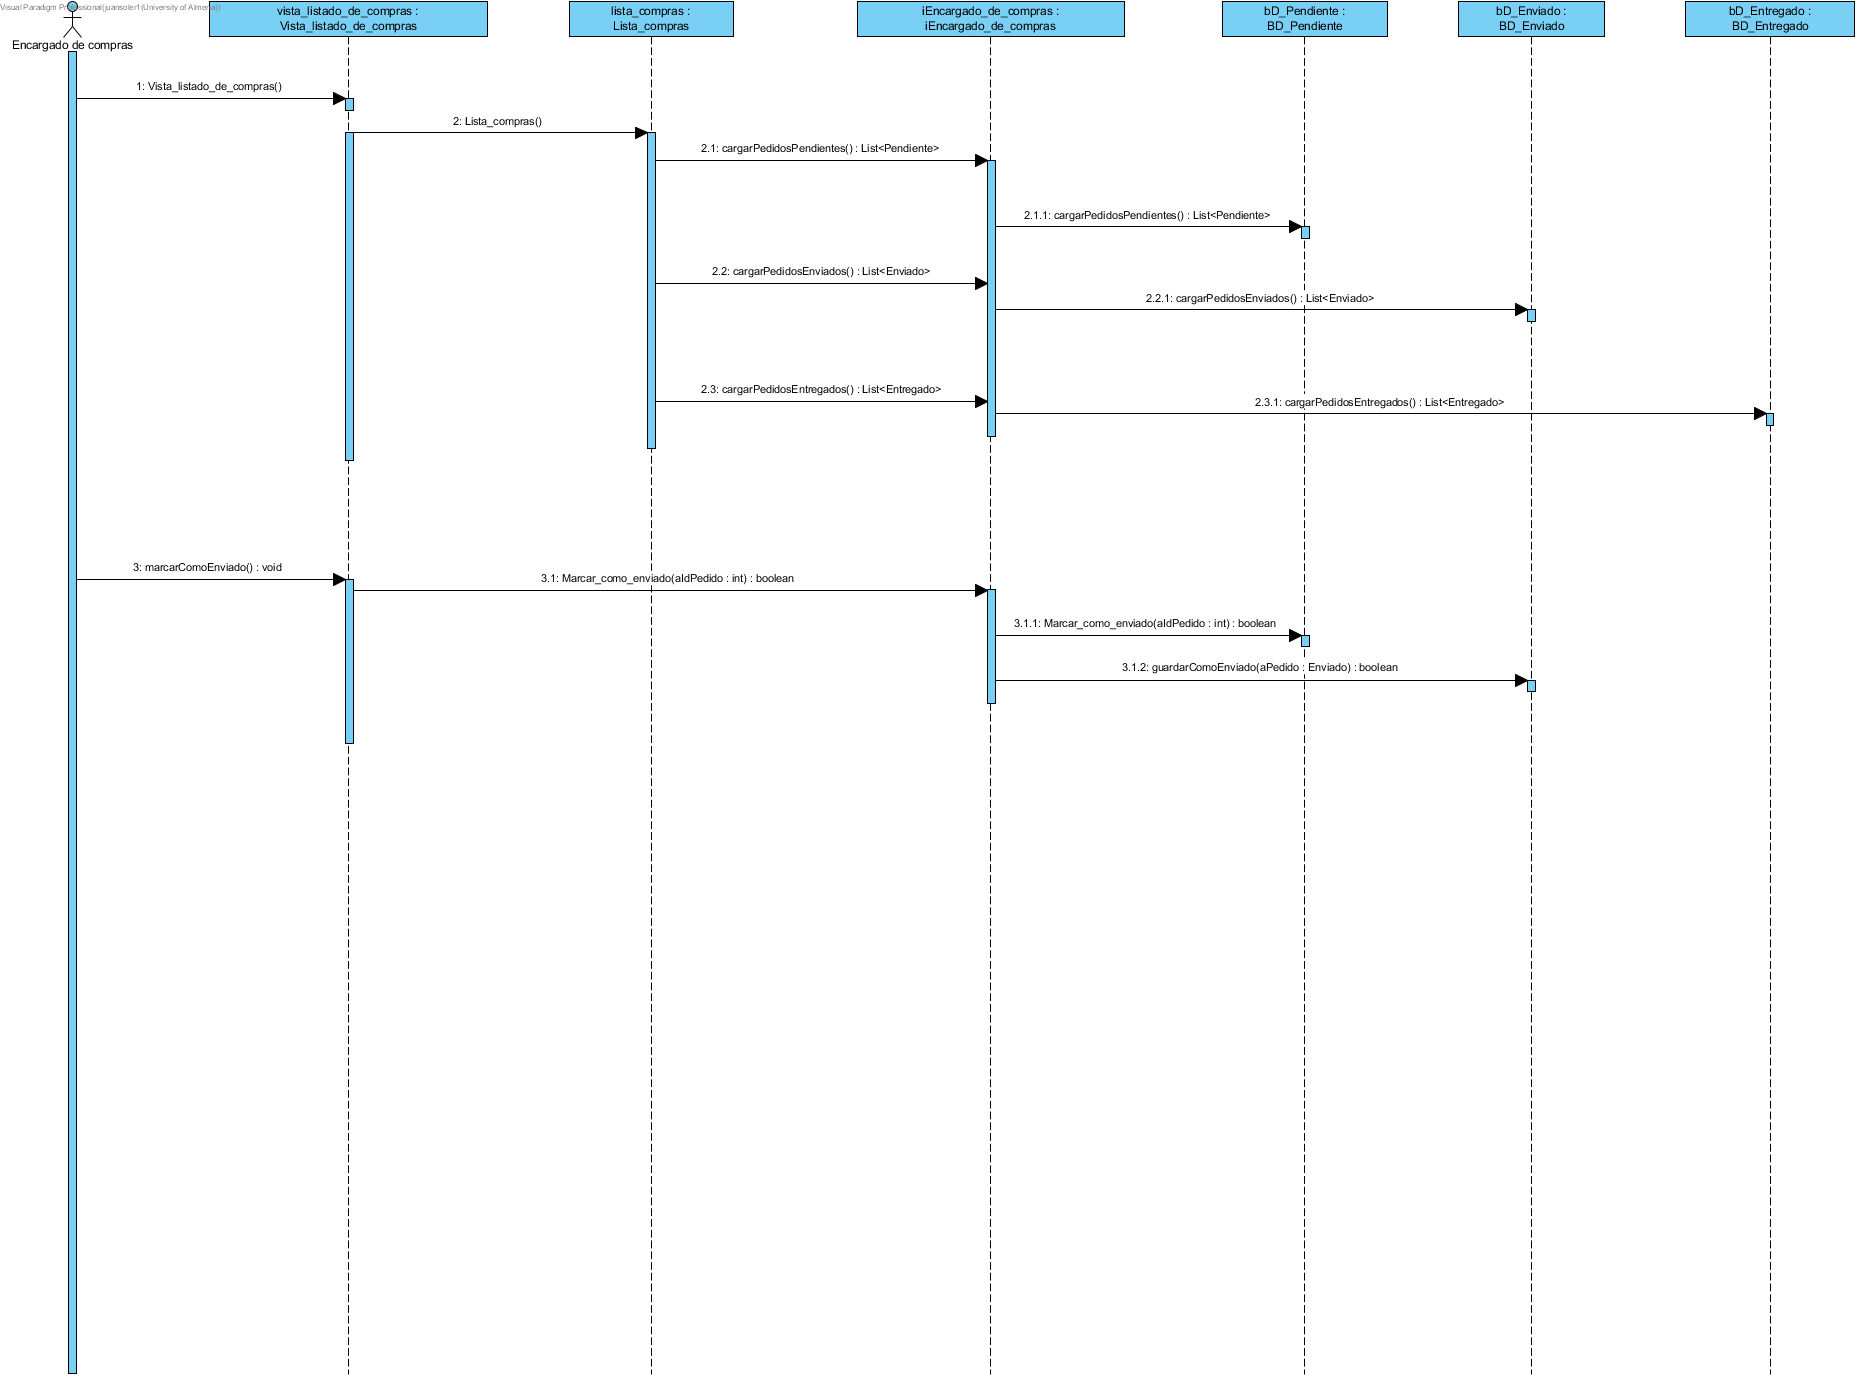 Visual Paradigm Professional(juansoler1(University of Almeria))
Encargado de compras
vista_listado_de_compras :
Vista_listado_de_compras
lista_compras :
Lista_compras
iEncargado_de_compras :
iEncargado_de_compras
bD_Pendiente :
BD_Pendiente
bD_Enviado :
BD_Enviado
bD_Entregado :
BD_Entregado
1: Vista_listado_de_compras()
2: Lista_compras()
2.1: cargarPedidosPendientes() : List<Pendiente>
2.1.1: cargarPedidosPendientes() : List<Pendiente>
2.2: cargarPedidosEnviados() : List<Enviado>
2.2.1: cargarPedidosEnviados() : List<Enviado>
2.3: cargarPedidosEntregados() : List<Entregado>
2.3.1: cargarPedidosEntregados() : List<Entregado>
3: marcarComoEnviado() : void
3.1: Marcar_como_enviado(aIdPedido : int) : boolean
3.1.1: Marcar_como_enviado(aIdPedido : int) : boolean
3.1.2: guardarComoEnviado(aPedido : Enviado) : boolean